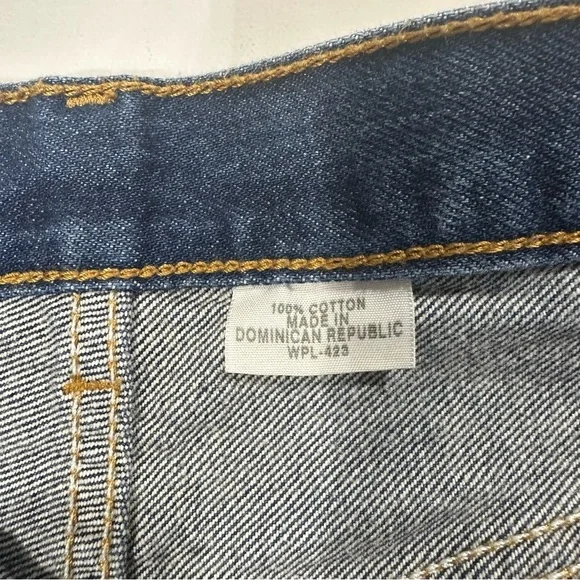 100% COTTON
MADE IN
DOMINICAN REPUBLIC
WPL-423